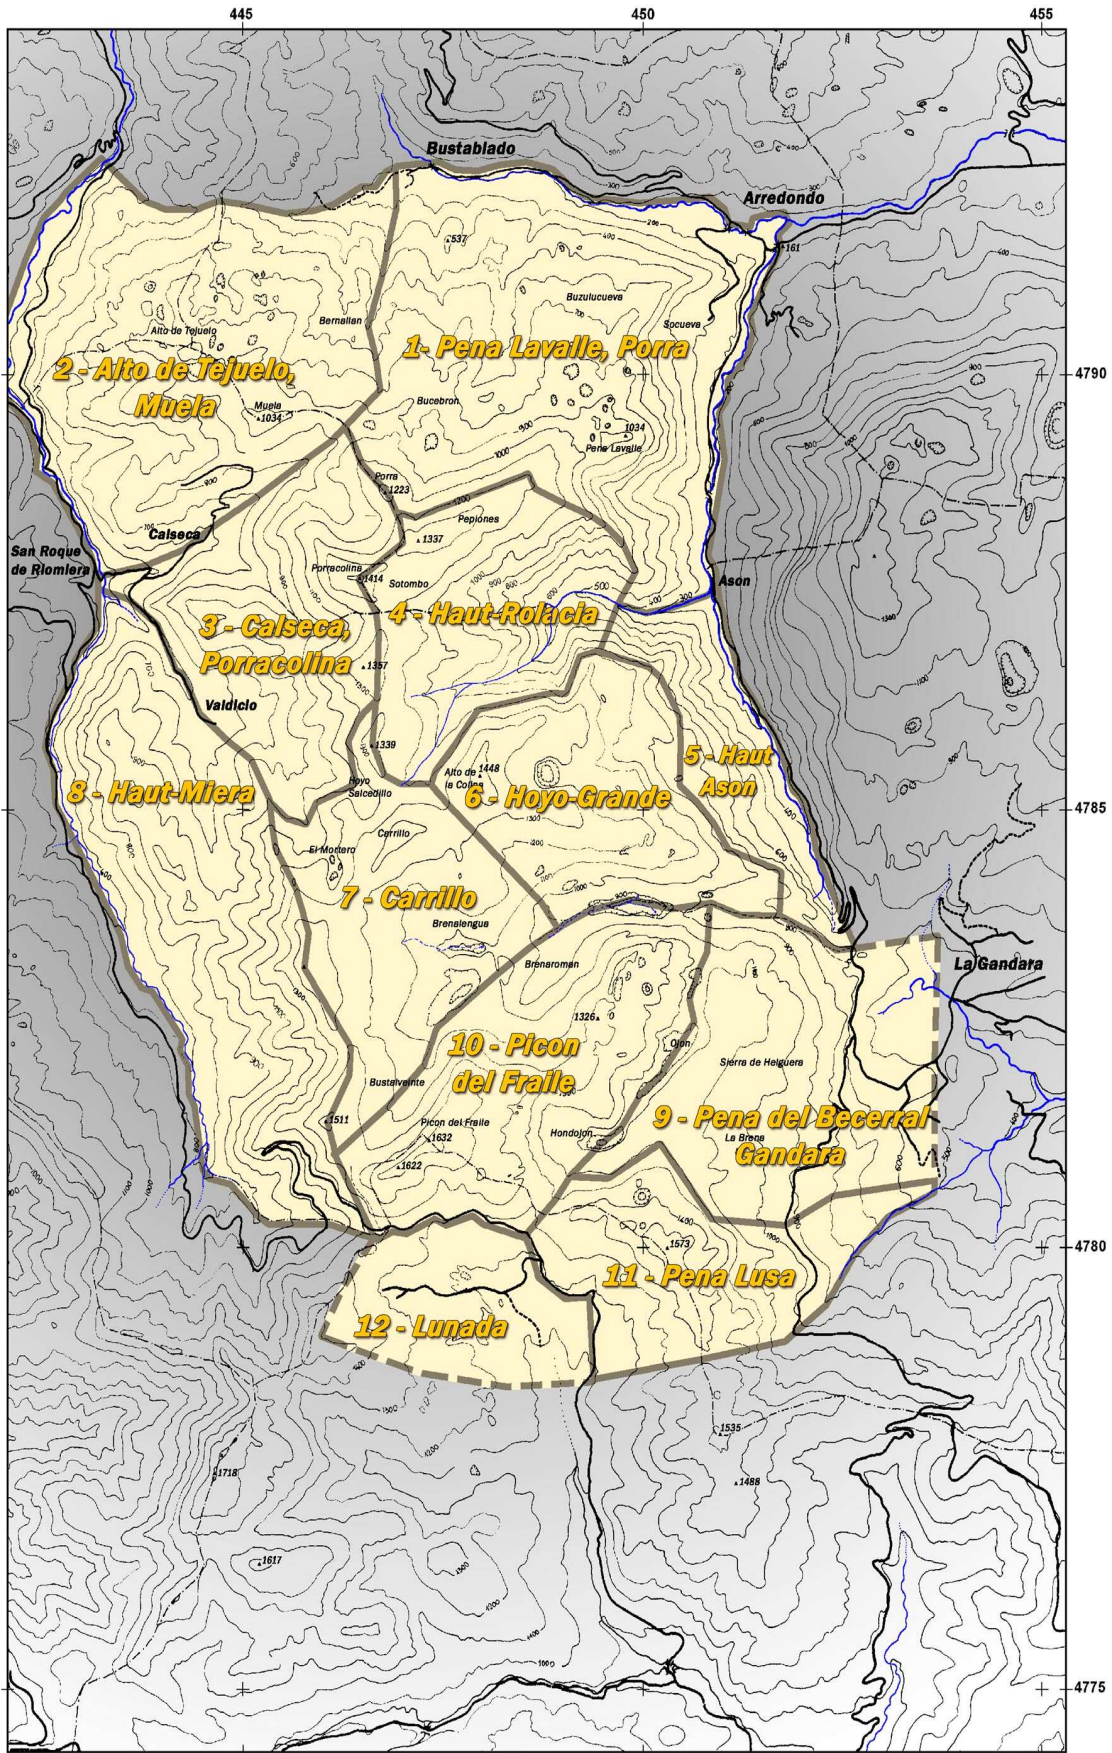 445
450
455
Bustablado
Arredondo
537
161
Buzulucueva
Socueva
Bernallan
Alto de Tejuelo
1- Pena Lavalle, Porra
2 - Alto de Tejuelo,
Muela
4790
Bucebron
Muela
1034
1034
Pena Lavalle
Porra
1223
Calseca
Pepiones
1337
San Roque
de Riomiera
Porracolina
1414
Sotombo
Ason
3 - Calseca,
Porracolina
4 - Haut-Rolacia
1357
Valdicio
1339
5 - Haut
Ason
Alto de
la Colina
1448
Hoyo
Salcedillo
8 - Haut-Miera
6 - Hoyo-Grande
4785
Carrillo
El Mortero
7 - Carrillo
Brenalengua
Brenaroman
La Gandara
1326
10 - Picon
del Fraile
Ojon
Sierra de Helguera
Bustalveinte
1511
Picon del Fraile
1632
1622
Hondojon
9 - Pena del Becerral
Gandara
La Brena
1573
4780
11 - Pena Lusa
12 - Lunada
1535
1718
1488
1617
4775